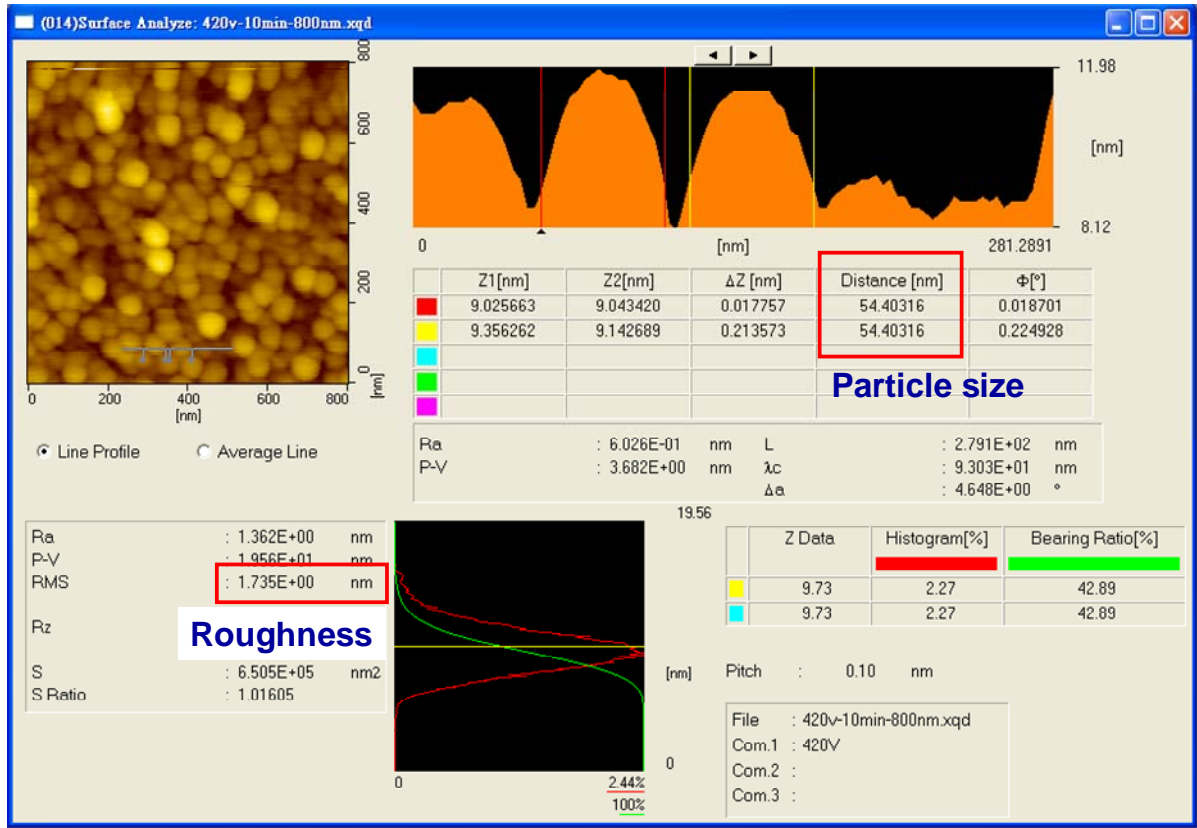 (014)Surface Analyze: 420v-10min-800nm.xqd
800
600
400
200
0
[nm]
0 200 400 600 800
[nm]
11.98
[nm]
8.12
0 [nm] 281.2891
Z1[nm] Z2[nm] ΔZ [nm] Distance [nm] Φ[°]
9.025663 9.043420 0.017757 54.40316 0.018701
9.356262 9.142689 0.213573 54.40316 0.224928
Particle size
Line Profile Average Line
Ra : 6.026E-01 nm L : 2.791E+02 nm
P-V : 3.682E+00 nm λc : 9.303E+01 nm
Δa : 4.648E+00 °
Ra : 1.362E+00 nm
P-V : 1.956E+01 nm
RMS : 1.735E+00 nm
Rz
Roughness
S : 6.505E+05 nm2
S Ratio : 1.01605
19.56
[nm]
0
0 2.44%
100%
Z Data Histogram[%] Bearing Ratio[%]
9.73 2.27 42.89
9.73 2.27 42.89
Pitch : 0.10 nm
File : 420v-10min-800nm.xqd
Com.1 : 420V
Com.2 :
Com.3 :